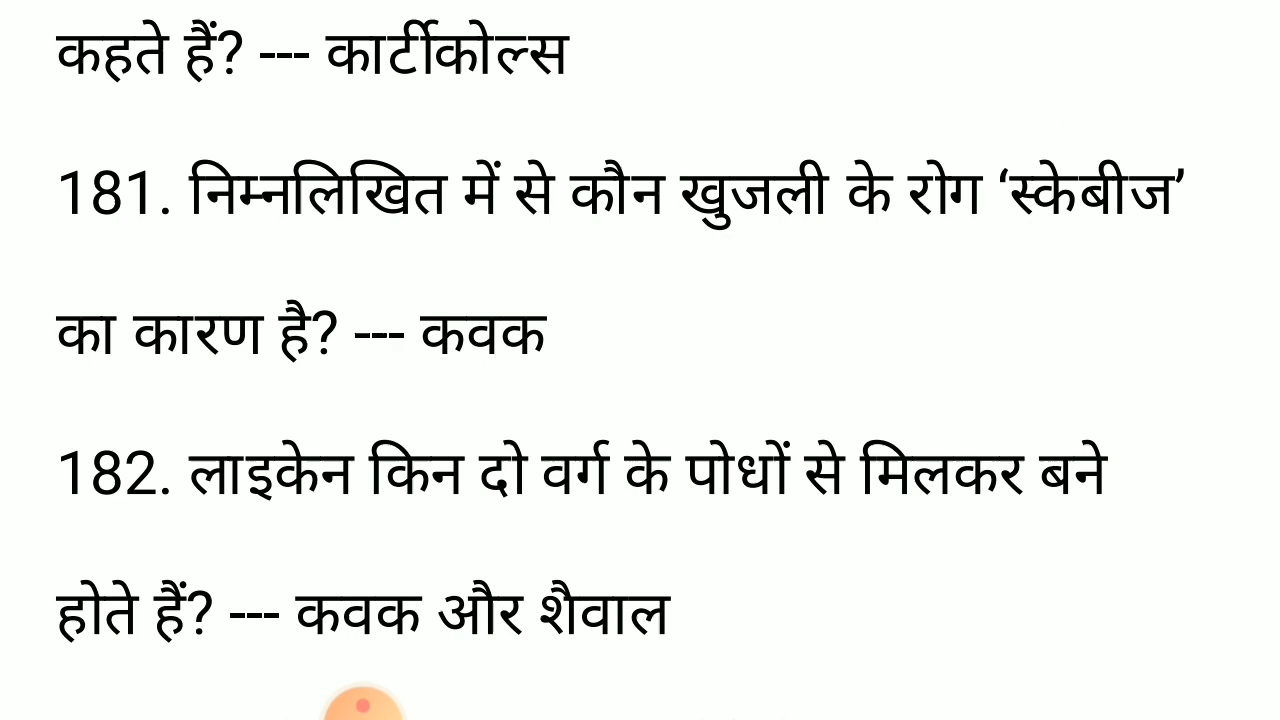 कहते हैं? --- कार्टीकोल्स
181. निम्नलिखित में से कौन खुजली के रोग ‘स्केबीज’
का कारण है? --- कवक
182. लाइकेन किन दो वर्ग के पोधों से मिलकर बने
होते हैं? --- कवक और शैवाल